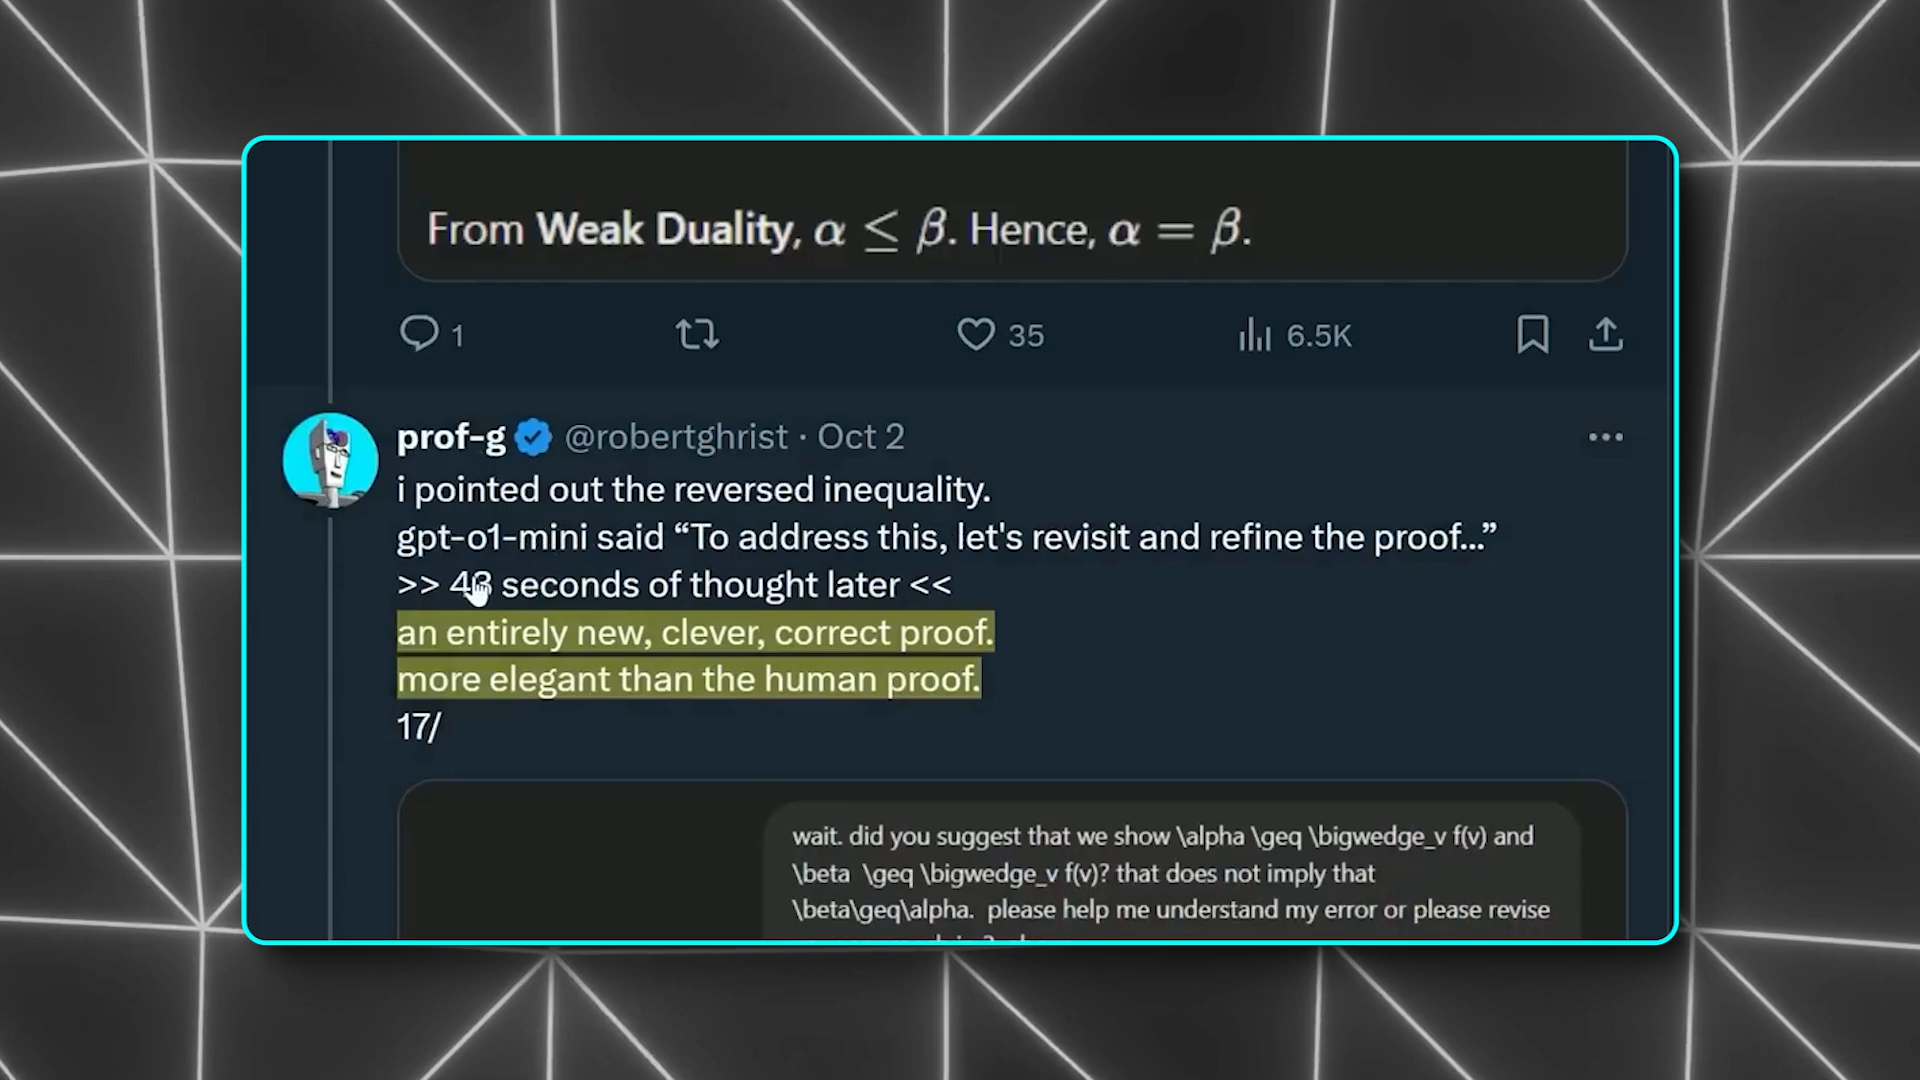 From Weak Duality, α ≤ β. Hence, α = β.
1 35 6.5K
prof-g @robertghrist · Oct 2
i pointed out the reversed inequality.
gpt-o1-mini said “To address this, let's revisit and refine the proof...”
>> 43 seconds of thought later <<
an entirely new, clever, correct proof.
more elegant than the human proof.
17/
wait. did you suggest that we show \alpha \geq \bigwedge_v f(v) and
\beta \geq \bigwedge_v f(v)? that does not imply that
\beta\geq\alpha. please help me understand my error or please revise